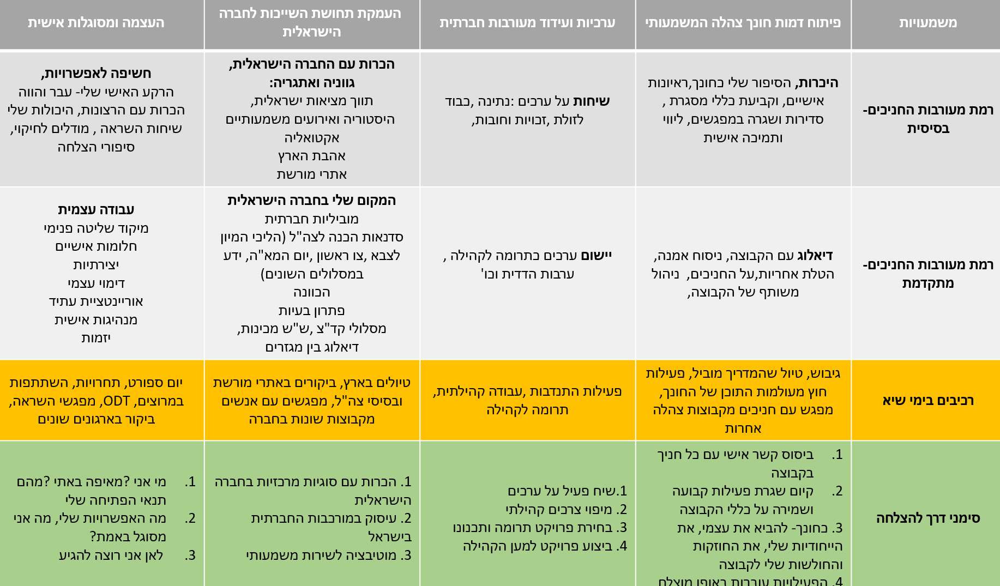 משמעויות
פיתוח דמות חונך צהלה המשמעותי
ערכיות ועידוד מעורבות חברתית
העמקת תחושת השייכות לחברה
הישראלית
העצמה ומסוגלות אישית
רמת מעורבות החניכים-
בסיסית
היכרות, הסיפור שלי כחונך,ראיונות
אישיים, וקביעת כללי מסגרת ,
סדירות ושגרה במפגשים, ליווי
ותמיכה אישית
שיחות על ערכים :נתינה ,כבוד
לזולת ,זכויות וחובות,
הכרות עם החברה הישראלית,
גווניה ואתגריה:
תווך מציאות ישראלית,
היסטוריה ואירועים משמעותיים
אקטואליה
אהבת הארץ
אתרי מורשת
חשיפה לאפשרויות,
הרקע האישי שלי- עבר והווה
הכרות עם הרצונות, היכולות שלי
שיחות השראה , מודלים לחיקוי,
סיפורי הצלחה
רמת מעורבות החניכים-
מתקדמת
דיאלוג עם הקבוצה, ניסוח אמנה,
הטלת אחריות,על החניכים, ניהול
משותף של הקבוצה,
יישום ערכים כתרומה לקהילה ,
ערבות הדדית וכו'
המקום שלי בחברה הישראלית
מוביליות חברתית
סדנאות הכנה לצה"ל (הליכי המיון
לצבא ,צו ראשון ,יום המא"ה, ידע
במסלולים השונים)
הכוונה
פתרון בעיות
מסלולי קד"צ ,ש"ש מכינות,
דיאלוג בין מגזרים
עבודה עצמית
מיקוד שליטה פנימי
חלומות אישיים
יצירתיות
דימוי עצמי
אוריינטציית עתיד
מנהיגות אישית
יזמות
רכיבים בימי שיא
גיבוש, טיול שהמדריך מוביל, פעילות
חוץ מעולמות התוכן של החונך,
מפגש עם חניכים מקבוצות צהלה
אחרות
פעילות התנדבות ,עבודה קהילתית,
תרומה לקהילה
טיולים בארץ, ביקורים באתרי מורשת
ובסיסי צה"ל, מפגשים עם אנשים
מקבוצות שונות בחברה
יום ספורט, תחרויות, השתתפות
במרוצים, ODT, מפגשי השראה,
ביקור בארגונים שונים
סימני דרך להצלחה
1. ביסוס קשר אישי עם כל חניך
בקבוצה
2. קיום שגרת פעילות קבועה
ושמירה על כללי הקבוצה
3. כחונך- להביא את עצמי, את
הייחודיות שלי, את החוזקות
והחולשות שלי לקבוצה
4. הפעילויות עוברות באופן מוצלח
1.שיח פעיל על ערכים
2. מיפוי צרכים קהילתי
3. בחירת פרויקט תרומה ותכנונו
4. ביצוע פרויקט למען הקהילה
1. הכרות עם סוגיות מרכזיות בחברה
הישראלית
2. עיסוק במורכבות החברתית
בישראל
3. מוטיבציה לשירות משמעותי
1. מי אני ?מאיפה באתי ?מהם
תנאי הפתיחה שלי
2. מה האפשרויות שלי, מה אני
מסוגל באמת?
3. לאן אני רוצה להגיע